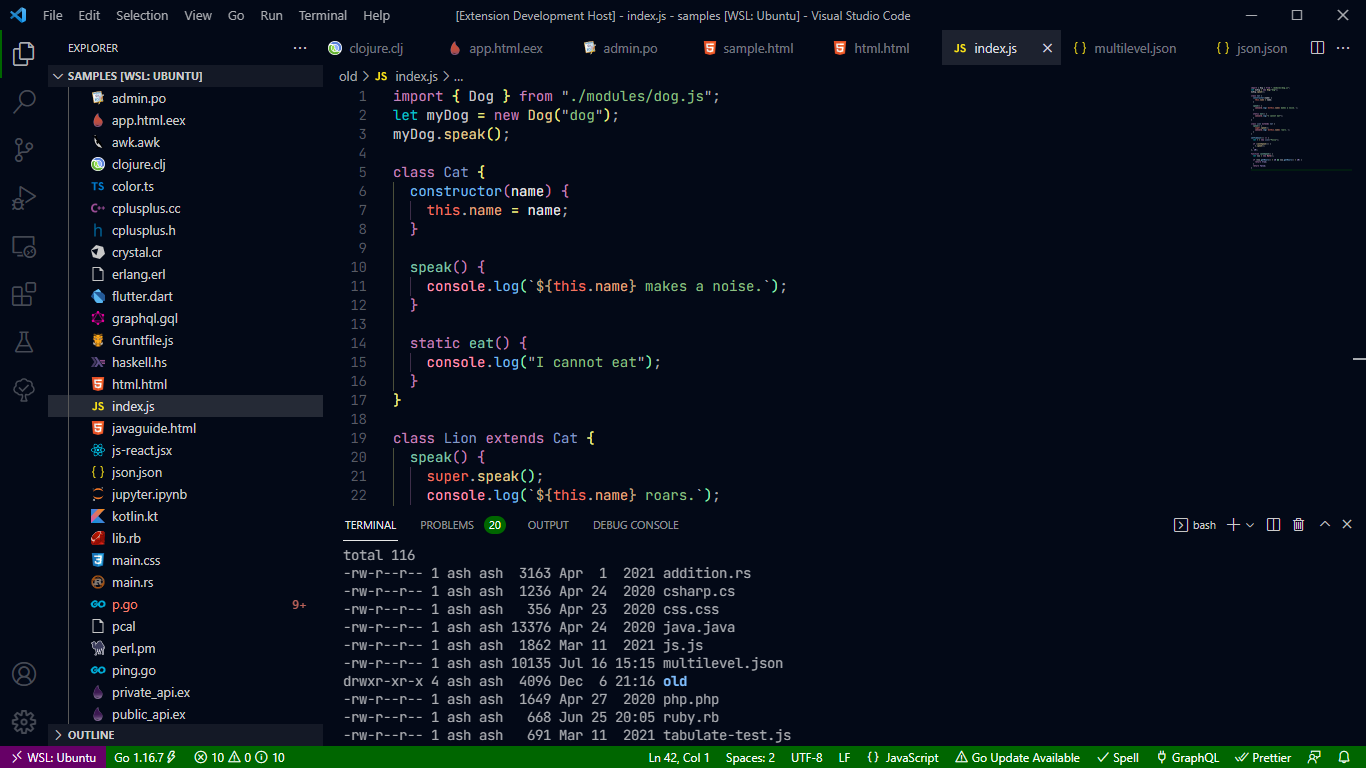 File Edit Selection View Go Run Terminal Help [Extension Development Host] - index.js - samples [WSL: Ubuntu] - Visual Studio Code
EXPLORER
clojure.clj app.html.eex admin.po sample.html html.html JS index.js {} multilevel.json {} json.json
SAMPLES [WSL: UBUNTU]
admin.po
app.html.eex
awk.awk
clojure.clj
TS color.ts
C++ cplusplus.cc
h cplusplus.h
crystal.cr
erlang.erl
flutter.dart
graphql.gql
Gruntfile.js
haskell.hs
html.html
JS index.js
javaguide.html
js-react.jsx
{} json.json
jupyter.ipynb
kotlin.kt
lib.rb
main.css
main.rs
GO p.go 9+
pcal
perl.pm
GO ping.go
private_api.ex
public_api.ex
OUTLINE
old > JS index.js > ...
1 import { Dog } from "./modules/dog.js";
2 let myDog = new Dog("dog");
3 myDog.speak();
4
5 class Cat {
6 constructor(name) {
7 this.name = name;
8 }
9
10 speak() {
11 console.log(`${this.name} makes a noise.`);
12 }
13
14 static eat() {
15 console.log("I cannot eat");
16 }
17 }
18
19 class Lion extends Cat {
20 speak() {
21 super.speak();
22 console.log(`${this.name} roars.`);
TERMINAL PROBLEMS 20 OUTPUT DEBUG CONSOLE bash
total 116
-rw-r--r-- 1 ash ash 3163 Apr 1 2021 addition.rs
-rw-r--r-- 1 ash ash 1236 Apr 24 2020 csharp.cs
-rw-r--r-- 1 ash ash 356 Apr 23 2020 css.css
-rw-r--r-- 1 ash ash 13376 Apr 24 2020 java.java
-rw-r--r-- 1 ash ash 1862 Mar 11 2021 js.js
-rw-r--r-- 1 ash ash 10135 Jul 16 15:15 multilevel.json
drwxr-xr-x 4 ash ash 4096 Dec 6 21:16 old
-rw-r--r-- 1 ash ash 1649 Apr 27 2020 php.php
-rw-r--r-- 1 ash ash 668 Jun 25 20:05 ruby.rb
-rw-r--r-- 1 ash ash 691 Mar 11 2021 tabulate-test.js
WSL: Ubuntu Go 1.16.7 10 0 10 Ln 42, Col 1 Spaces: 2 UTF-8 LF {} JavaScript Go Update Available Spell GraphQL Prettier